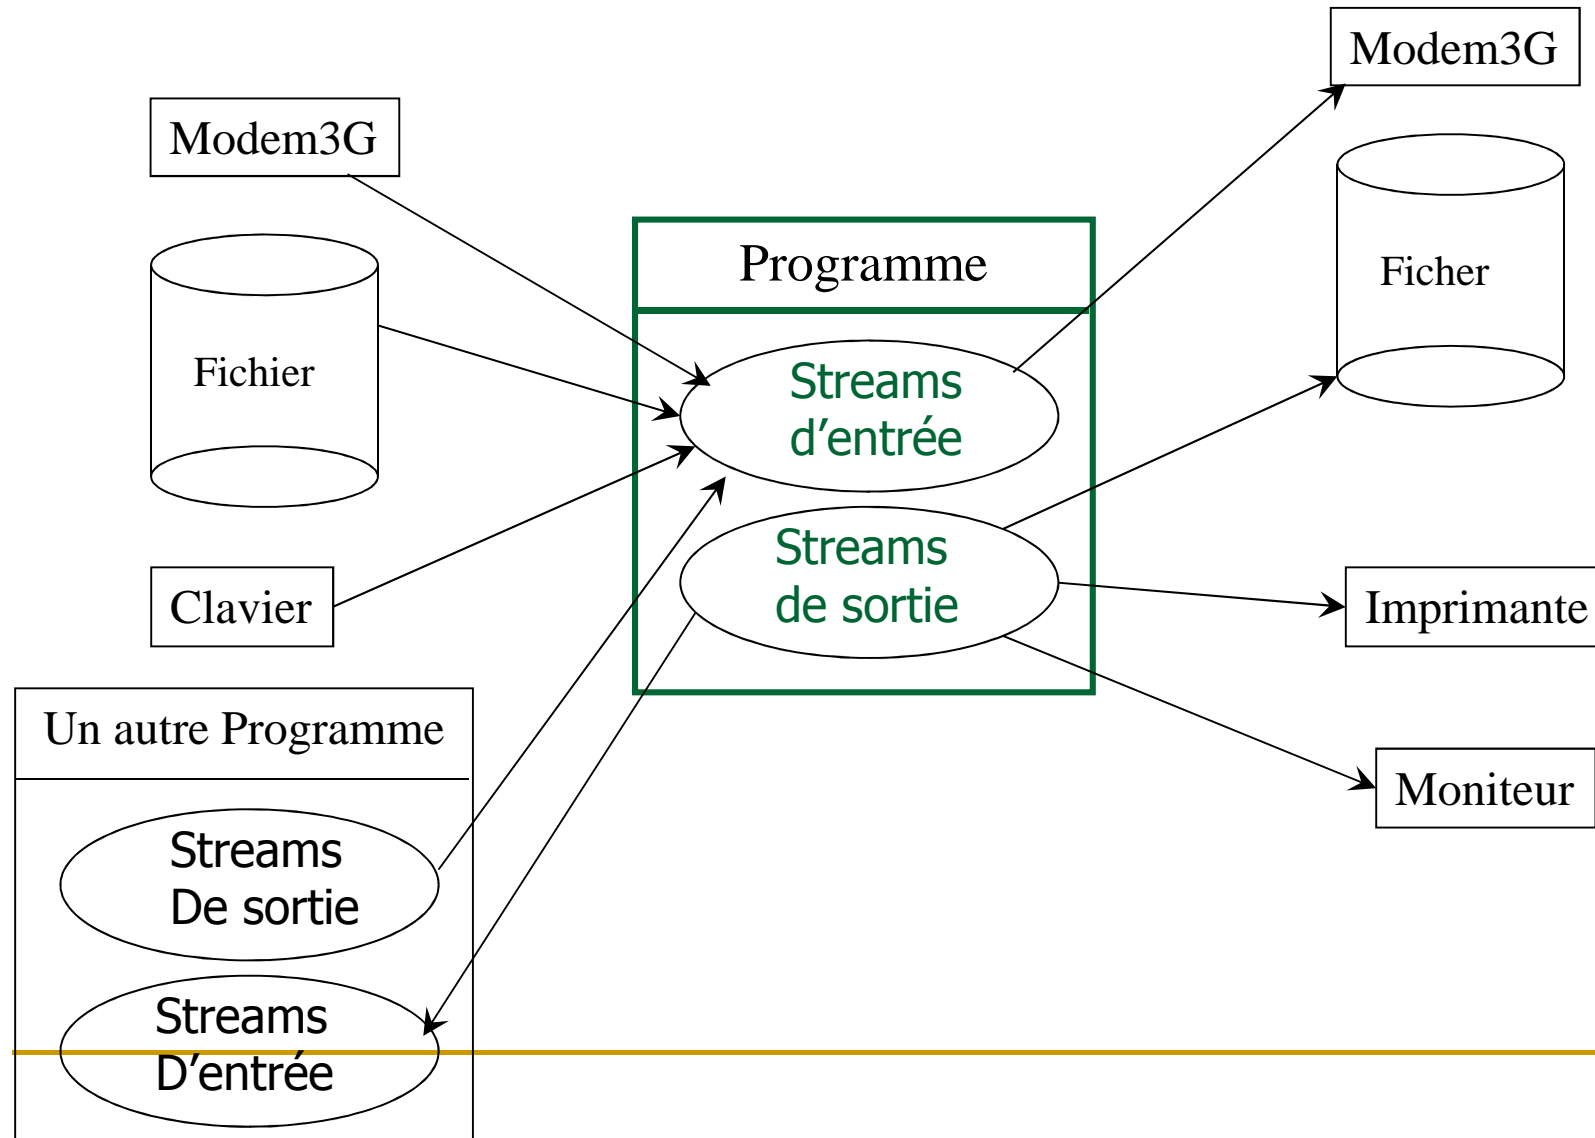 Modem3G
Modem3G
Programme
Ficher
Fichier
Streams
d’entrée
Streams
de sortie
Clavier
Imprimante
Un autre Programme
Moniteur
Streams
De sortie
Streams
D’entrée